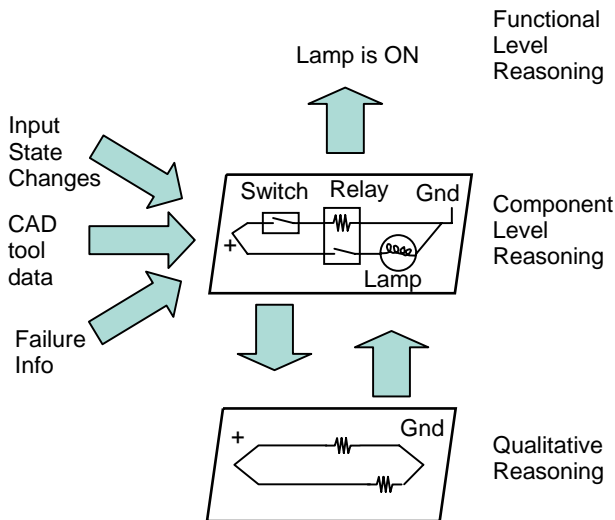 Functional
Level
Reasoning
Lamp is ON
Input
State
Changes
CAD
tool
data
Failure
Info
Switch
Relay
Gnd
+
Lamp
Component
Level
Reasoning
+
Gnd
Qualitative
Reasoning